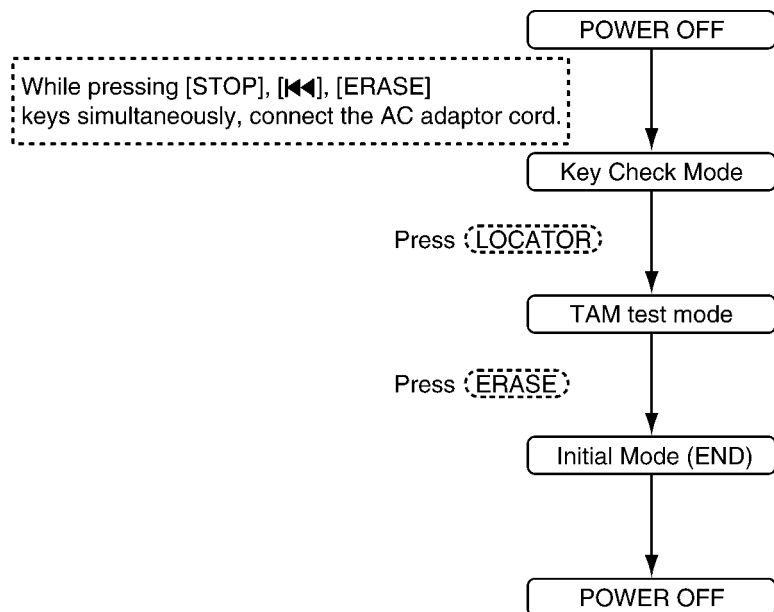 POWER OFF
While pressing [STOP], [⏮], [ERASE]
keys simultaneously, connect the AC adaptor cord.
Key Check Mode
Press LOCATOR
TAM test mode
Press ERASE
Initial Mode (END)
POWER OFF